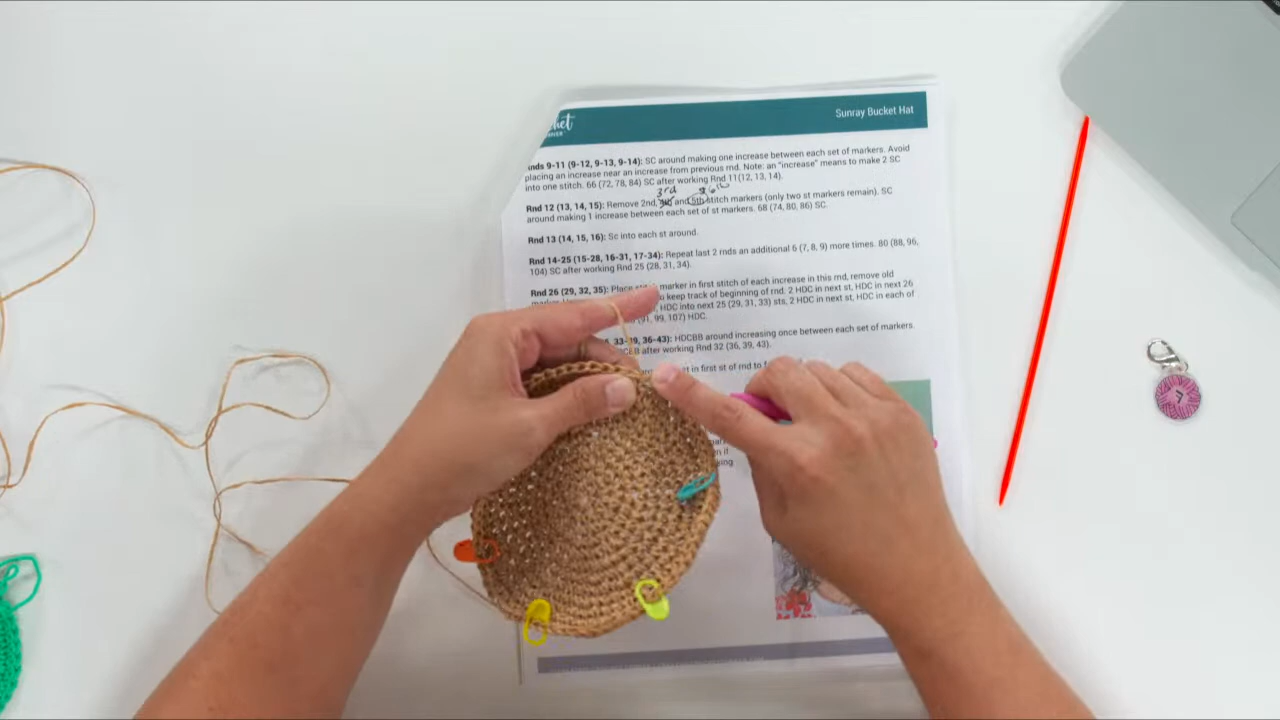 Sunray Bucket Hat
nds 9-11 (9-12, 9-13, 9-14): SC around making one increase between each set of markers. Avoid
placing an increase near an increase from previous rnd. Note: an "increase" means to make 2 SC
into one stitch. 66 (72, 78, 84) SC after working Rnd 11(12, 13, 14).
3rd
Rnd 12 (13, 14, 15): Remove 2nd, and 5th stitch markers (only two st markers remain). SC
around making 1 increase between each set of st markers. 68 (74, 80, 86) SC.
Rnd 13 (14, 15, 16): Sc into each st around.
Rnd 14-25 (15-28, 16-31, 17-34): Repeat last 2 rnds an additional 6 (7, 8, 9) more times. 80 (88, 96,
104) SC after working Rnd 25 (28, 31, 34).
Rnd 26 (29, 32, 35): Place marker in first stitch of each increase in this rnd, remove old
keep track of beginning of rnd. 2 HDC in next st, HDC in next 26
HDC into next 25 (29, 31, 33) sts, 2 HDC in next st, HDC in each of
(91, 99, 107) HDC.
36-43): HDCBB around increasing once between each set of markers.
after working Rnd 32 (36, 39, 43).
in first st of rnd to